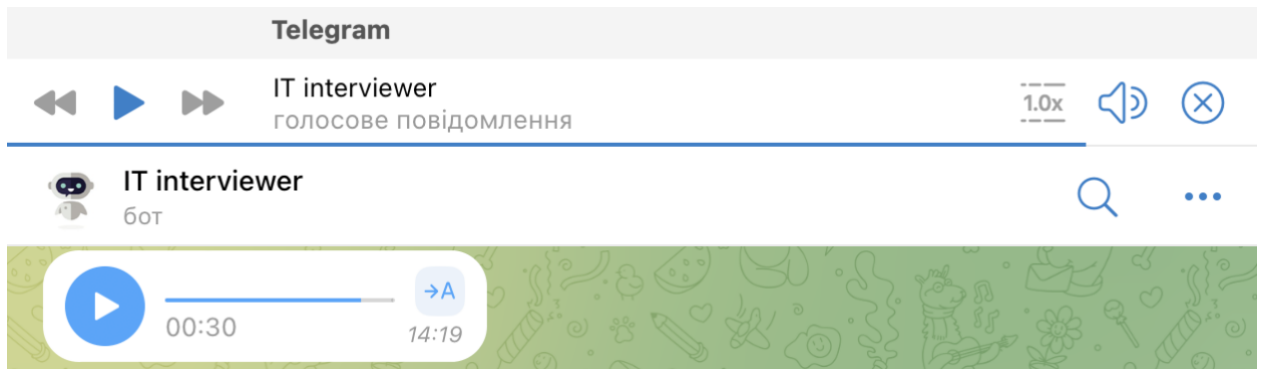 Telegram
IT interviewer
голосове повідомлення
1.0x
IT interviewer
бот
→A
00:30
14:19